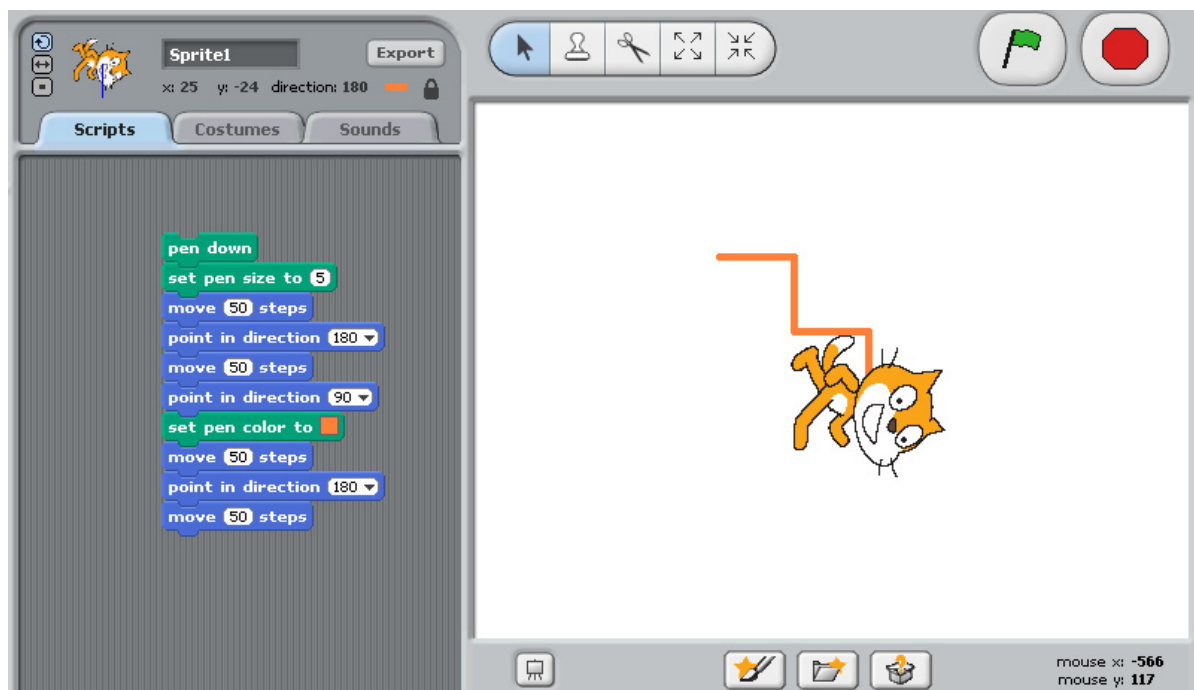 Sprite1 Export
x: 25 y: -24 direction: 180
Scripts Costumes Sounds
pen down
set pen size to 5
move 50 steps
point in direction 180
move 50 steps
point in direction 90
set pen color to
move 50 steps
point in direction 180
move 50 steps
mouse x: -566
mouse y: 117